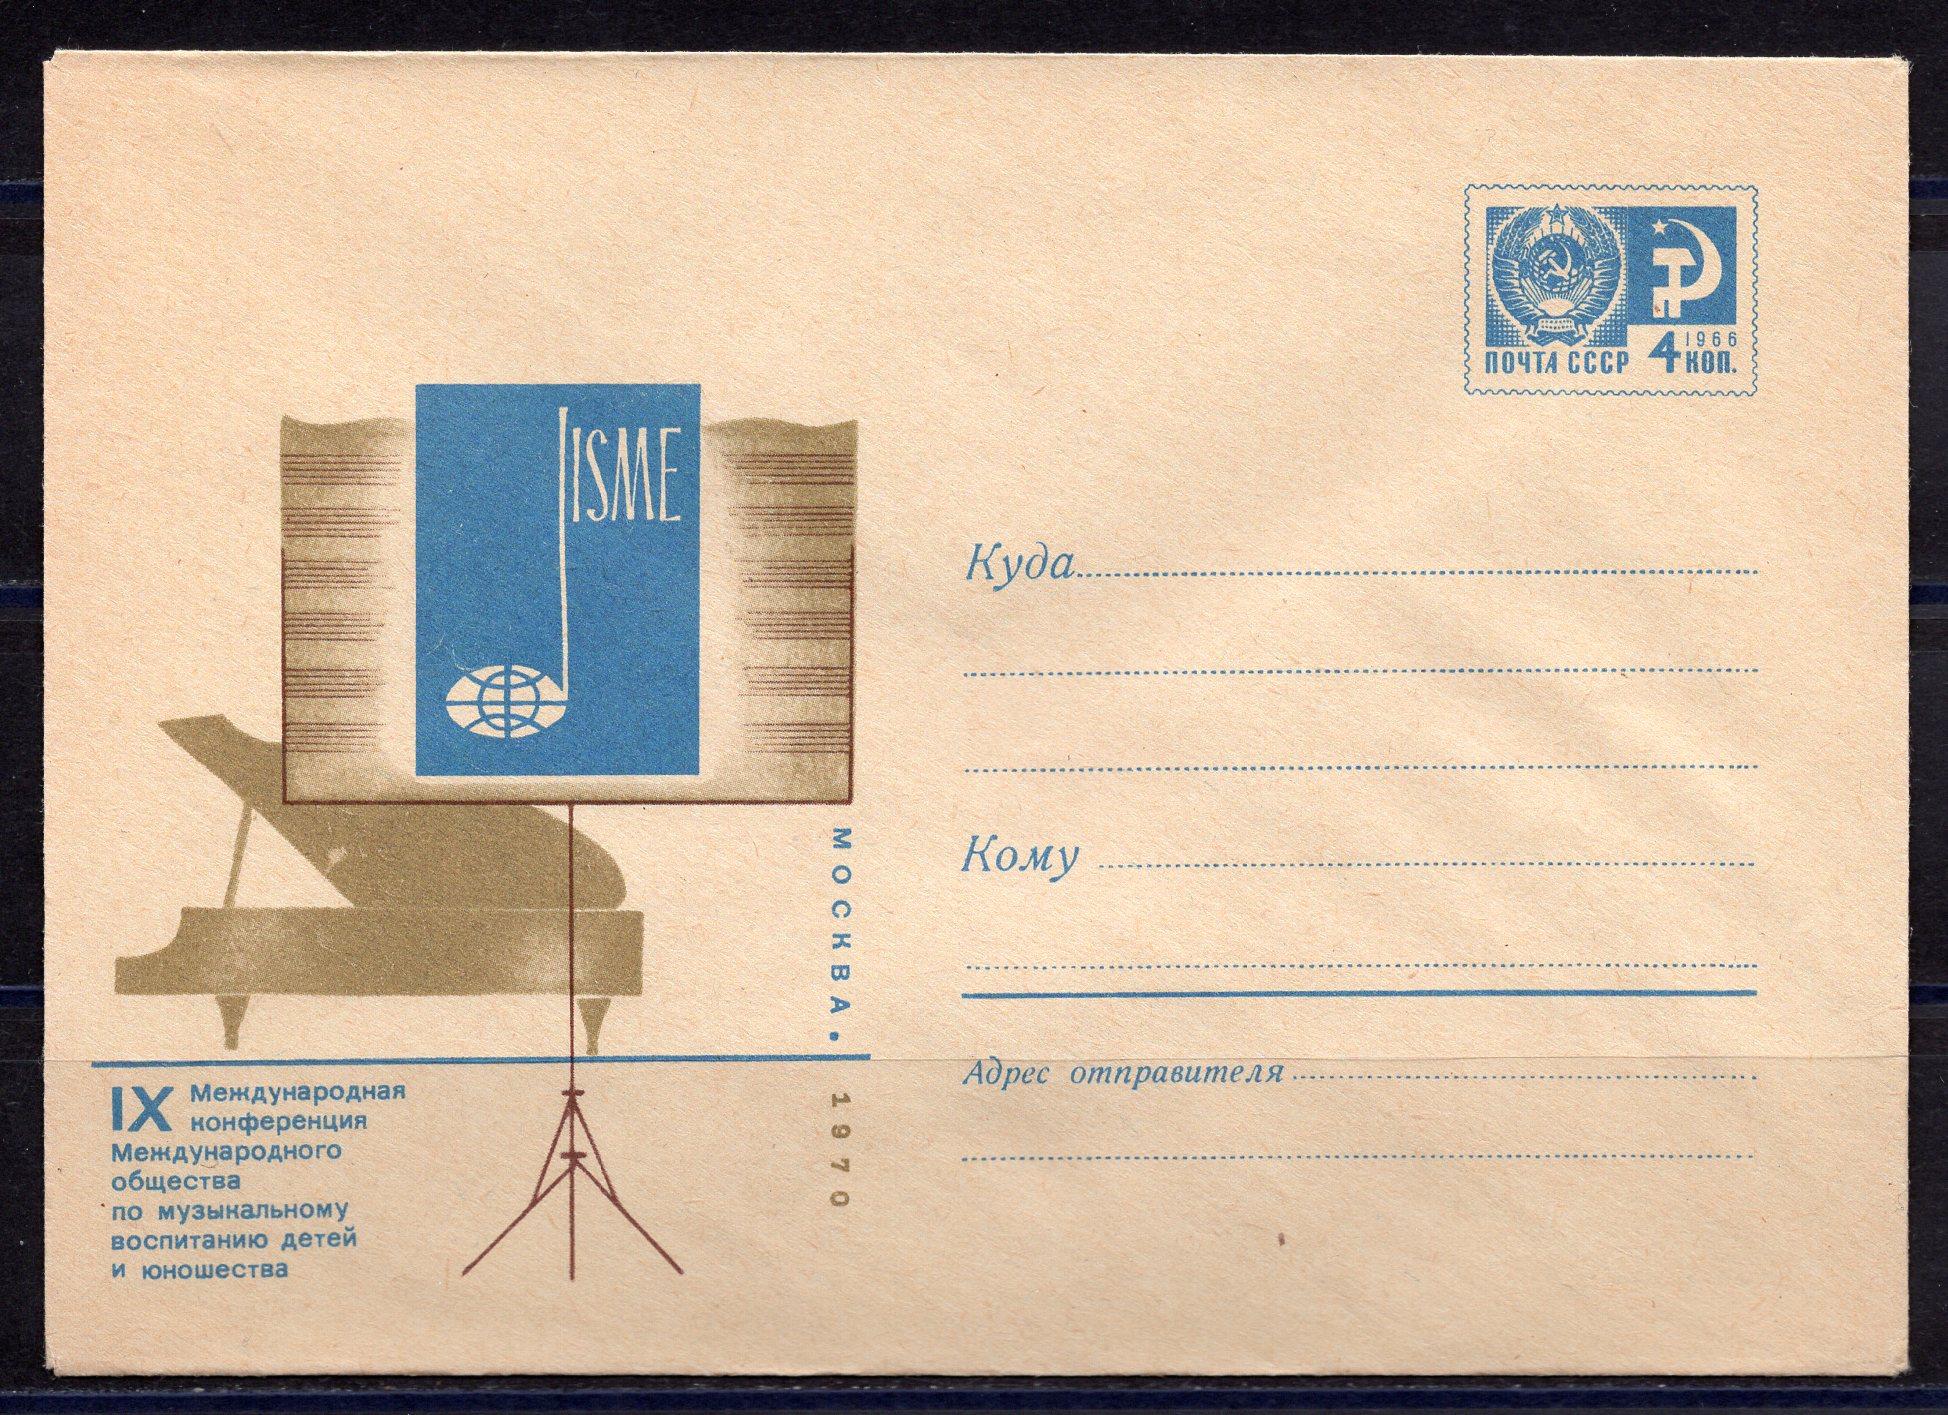 ПОЧТА СССР 4 1966 КОП.
ISME
Куда
Кому
МОСКВА. 1970
Адрес отправителя
IX Международная
конференция
Международного
общества
по музыкальному
воспитанию детей
и юношества